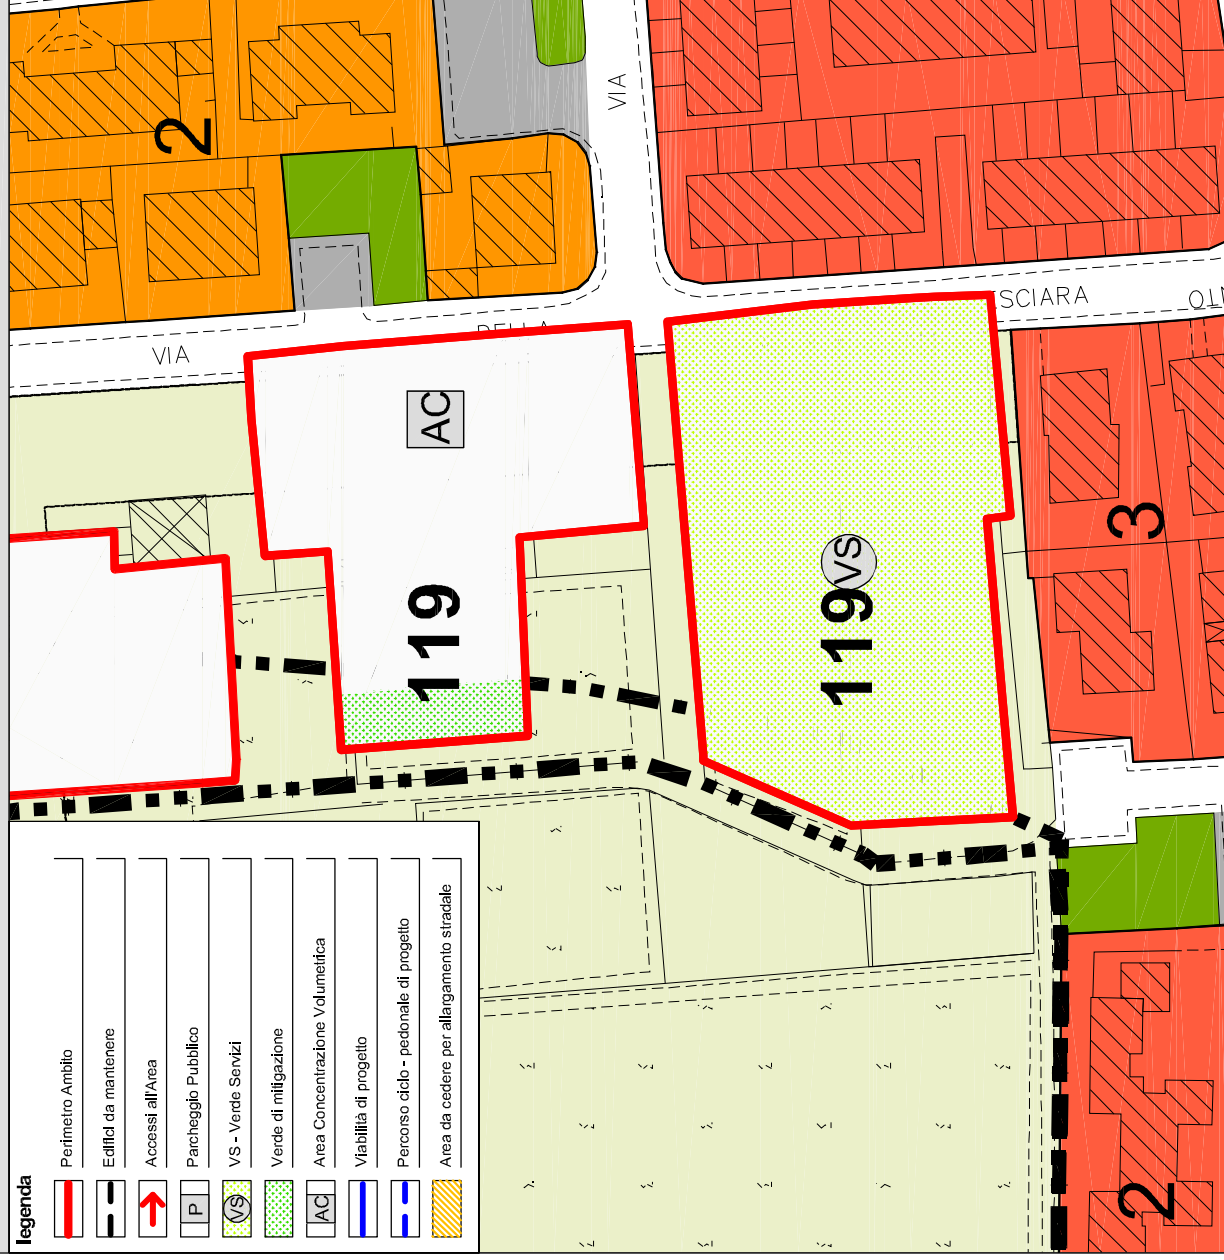 2
VIA
VIA
DELLA
SCIARA
AC
119
VS
119
3
2
legenda
Perimetro Ambito
Edifici da mantenere
Accessi all'Area
P
Parcheggio Pubblico
VS
VS - Verde Servizi
Verde di mitigazione
AC
Area Concentrazione Volumetrica
Viabilità di progetto
Percorso ciclo - pedonale di progetto
Area da cedere per allargamento stradale